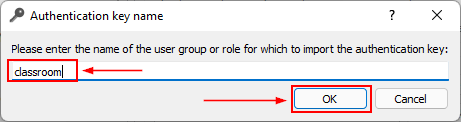 Authentication key name
Please enter the name of the user group or role for which to import the authentication key:
classroom
OK
Cancel